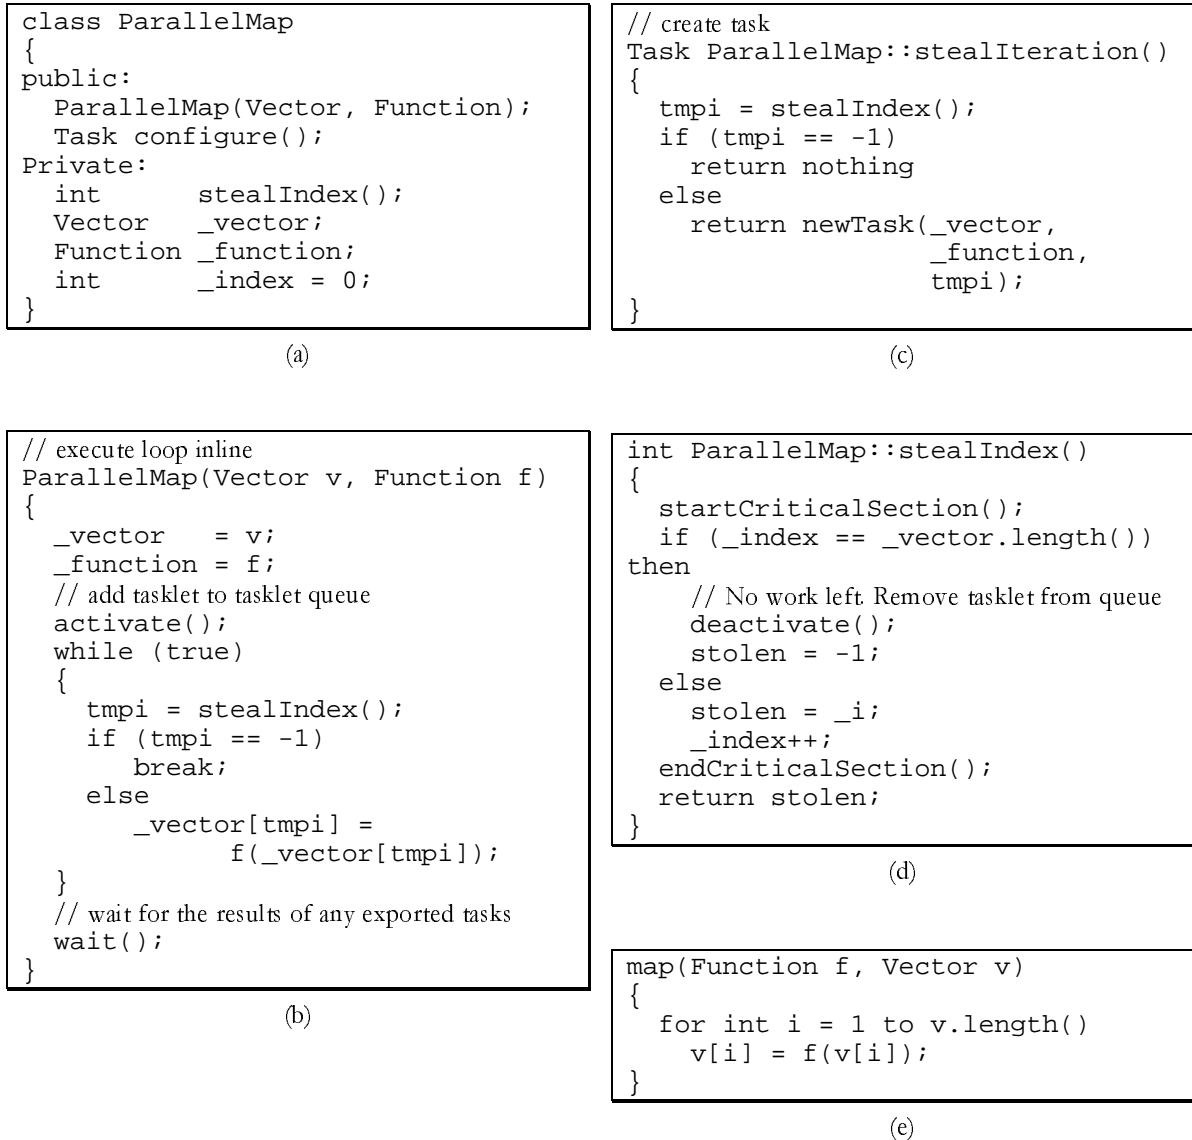 class ParallelMap
{
public:
ParallelMap(Vector, Function);
Task configure();
Private:
int stealIndex();
Vector _vector;
Function _function;
int _index = 0;
}
(a)
// execute loop inline
ParallelMap(Vector v, Function f)
{
_vector = v;
_function = f;
// add tasklet to tasklet queue
activate();
while (true)
{
tmpi = stealIndex();
if (tmpi == -1)
break;
else
_vector[tmpi] =
f(_vector[tmpi]);
}
// wait for the results of any exported tasks
wait();
}
(b)
// create task
Task ParallelMap::stealIteration()
{
tmpi = stealIndex();
if (tmpi == -1)
return nothing
else
return newTask(_vector,
_function,
tmpi);
}
(c)
int ParallelMap::stealIndex()
{
startCriticalSection();
if (_index == _vector.length())
then
// No work left. Remove tasklet from queue
deactivate();
stolen = -1;
else
stolen = _i;
_index++;
endCriticalSection();
return stolen;
}
(d)
map(Function f, Vector v)
{
for int i = 1 to v.length()
v[i] = f(v[i]);
}
(e)